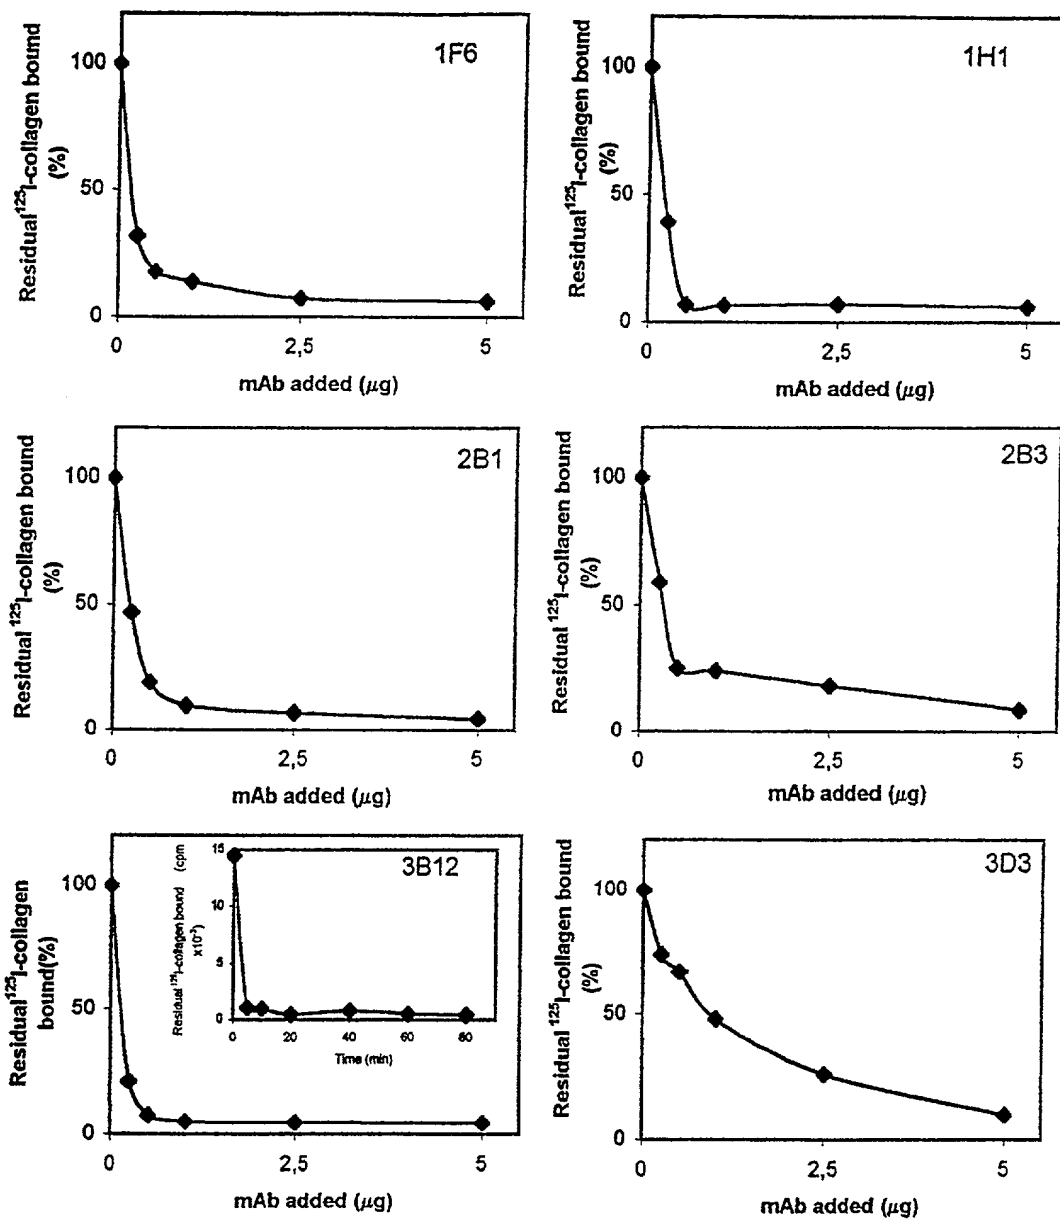 1F6
Residual ¹²⁵I-collagen bound
(%)
100
50
0
0 2,5 5
mAb added (μg)
1H1
Residual ¹²⁵I-collagen bound
(%)
100
50
0
0 2,5 5
mAb added (μg)
2B1
Residual ¹²⁵I-collagen bound
(%)
100
50
0
0 2,5 5
mAb added (μg)
2B3
Residual ¹²⁵I-collagen bound
(%)
100
50
0
0 2,5 5
mAb added (μg)
Residual ¹²⁵I-collagen
bound(%)
100
50
0
0 2,5 5
mAb added (μg)
3B12
Residual ¹²⁵I-collagen bound (cpm
15
10
5
0
0 20 40 60 80
Time (min)
3D3
Residual ¹²⁵I-collagen bound
(%)
100
50
0
0 2,5 5
mAb added (μg)